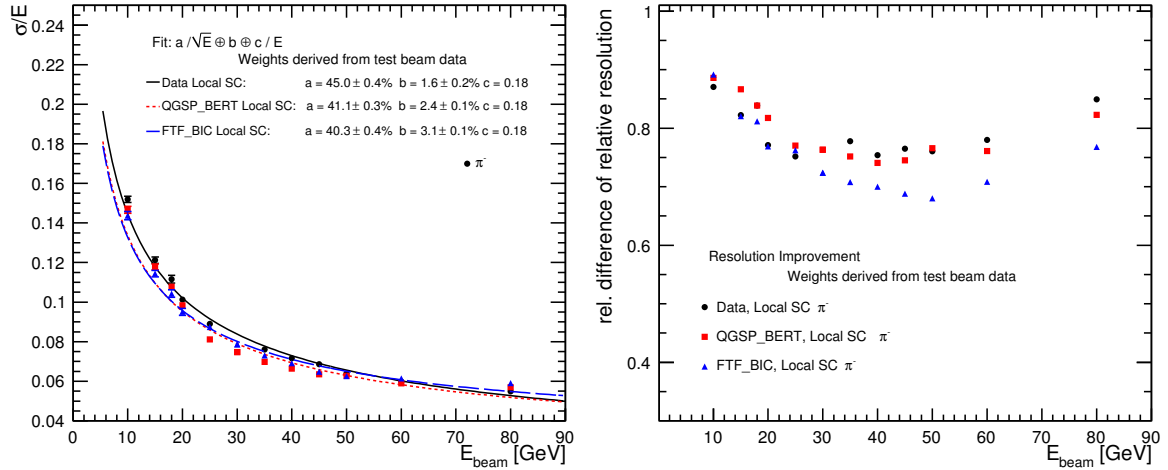 σ/E
0.24
0.22
0.2
0.18
0.16
0.14
0.12
0.1
0.08
0.06
0.04
Fit: a /√E ⊕ b ⊕ c / E
Weights derived from test beam data
Data Local SC: a = 45.0 ± 0.4% b = 1.6 ± 0.2% c = 0.18
QGSP_BERT Local SC: a = 41.1 ± 0.3% b = 2.4 ± 0.1% c = 0.18
FTF_BIC Local SC: a = 40.3 ± 0.4% b = 3.1 ± 0.1% c = 0.18
π⁻
0 10 20 30 40 50 60 70 80 90
E_beam [GeV]
rel. difference of relative resolution
1
0.8
0.6
0.4
Resolution Improvement
Weights derived from test beam data
Data, Local SC π⁻
QGSP_BERT, Local SC π⁻
FTF_BIC, Local SC π⁻
10 20 30 40 50 60 70 80 90
E_beam [GeV]